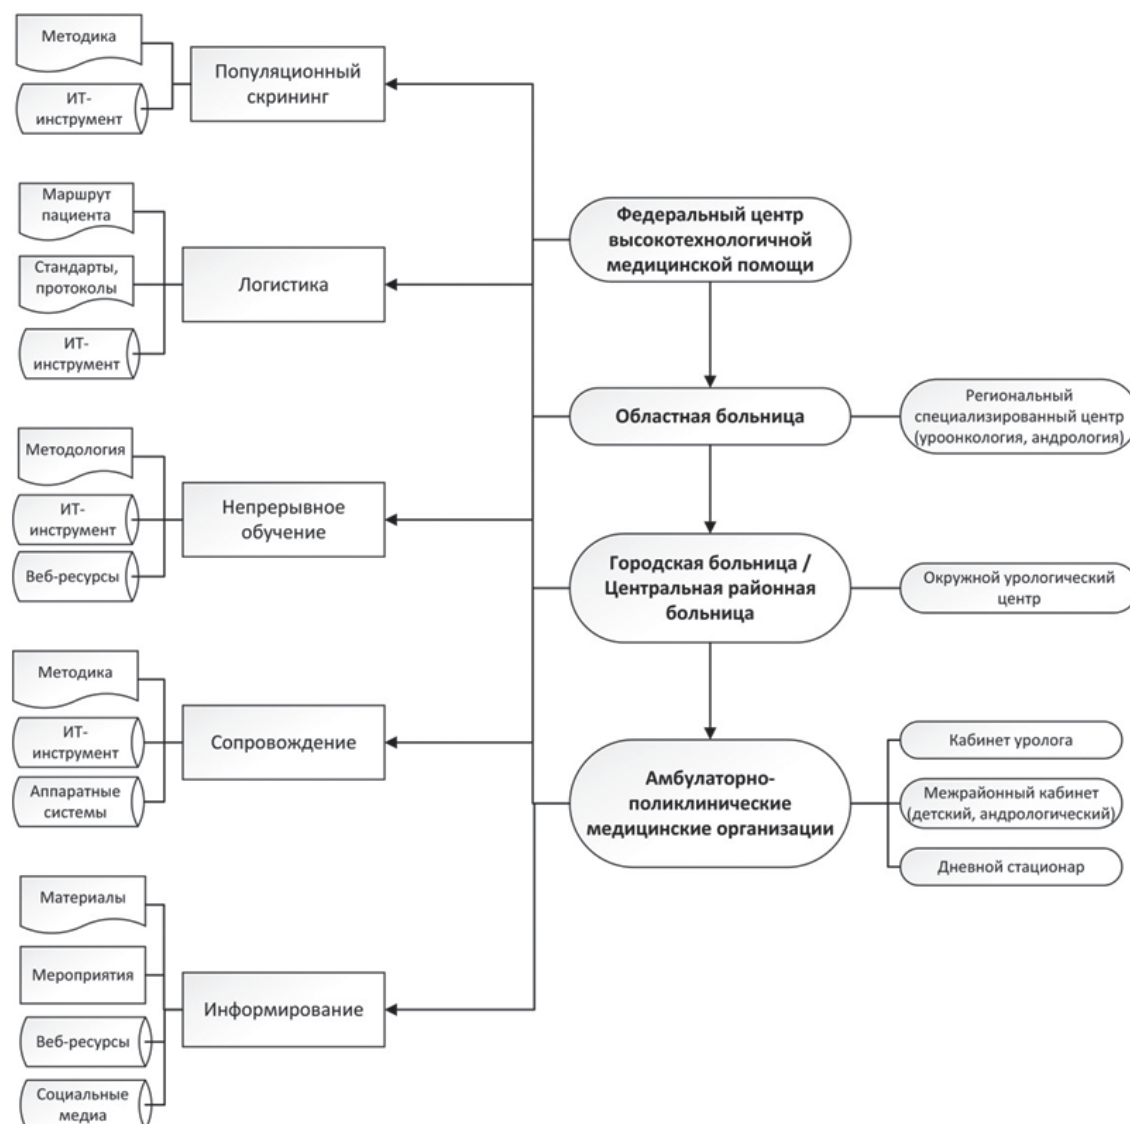 Методика
ИТ-
инструмент
Популяционный
скрининг
Маршрут
пациента
Стандарты,
протоколы
ИТ-
инструмент
Логистика
Методология
ИТ-
инструмент
Веб-ресурсы
Непрерывное
обучение
Методика
ИТ-
инструмент
Аппаратные
системы
Сопровождение
Материалы
Мероприятия
Веб-ресурсы
Социальные
медиа
Информирование
Федеральный центр
высокотехнологичной
медицинской помощи
Областная больница
Региональный
специализированный центр
(уроонкология, андрология)
Городская больница /
Центральная районная
больница
Окружной урологический
центр
Амбулаторно-
поликлинические
медицинские организации
Кабинет уролога
Межрайонный кабинет
(детский, андрологический)
Дневной стационар